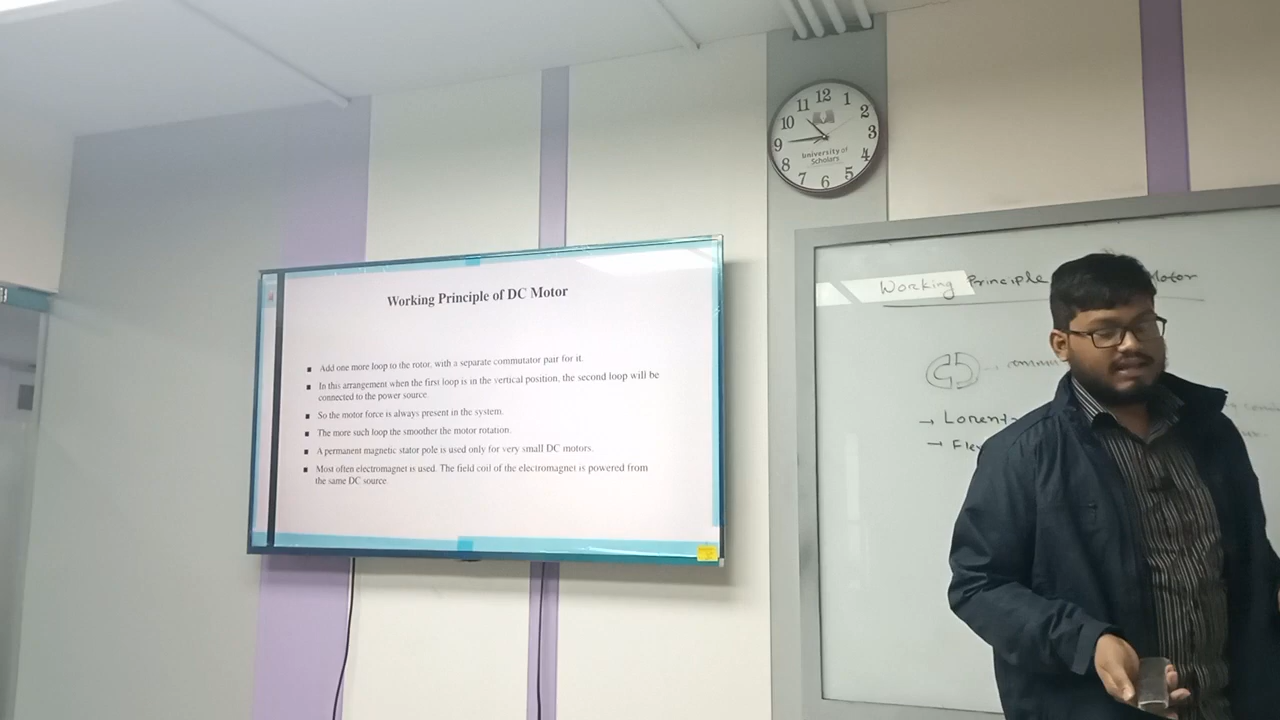 12
11 1
10 2
9 3
8 4
7 5
6
University of
Scholars
Working Principle of DC Motor
Add one more loop to the rotor, with a separate commutator pair for it.
In this arrangement when the first loop is in the vertical position, the second loop will be
connected to the power source.
So the motor force is always present in the system.
The more such loop the smoother the motor rotation.
A permanent magnetic stator pole is used only for very small DC motors.
Most often electromagnet is used. The field coil of the electromagnet is powered from
the same DC source.
Working Principle Motor
→ Lorent
→ Fle